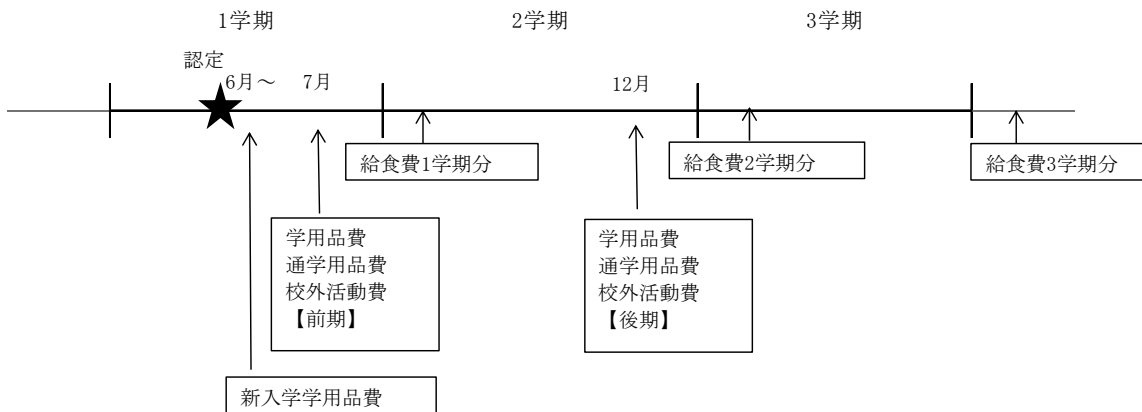 1学期
2学期
3学期
認定
6月～
7月
12月
給食費1学期分
給食費2学期分
給食費3学期分
学用品費
通学用品費
校外活動費
【前期】
学用品費
通学用品費
校外活動費
【後期】
新入学学用品費